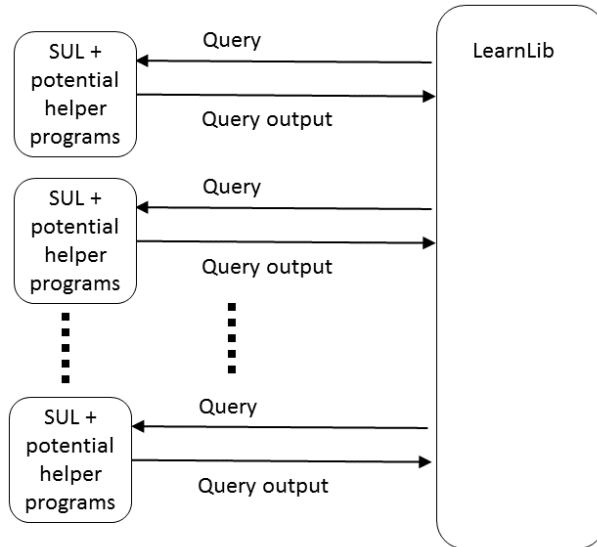 Query
SUL +
potential
helper
programs
LearnLib
Query output
Query
SUL +
potential
helper
programs
Query output
Query
SUL +
potential
helper
programs
Query output